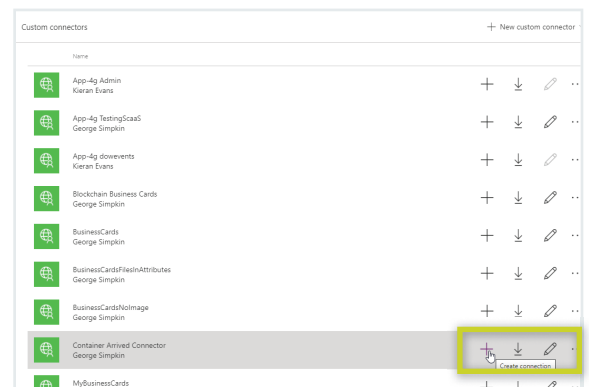 Custom connectors
New custom connector
Name
App-4g Admin
Kieran Evans
App-4g TestingScaaS
George Simpkin
App-4g dowevents
Kieran Evans
Blockchain Business Cards
George Simpkin
BusinessCards
George Simpkin
BusinessCardsFilesInAttributes
George Simpkin
BusinessCardsNoImage
George Simpkin
Container Arrived Connector
George Simpkin
Create connection
MyBusinessCards